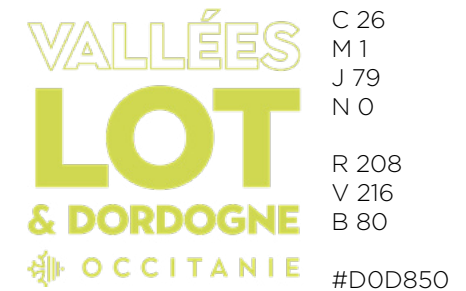 VALLÉES
LOT
& DORDOGNE
OCCITANIE
C 26
M 1
J 79
N 0
R 208
V 216
B 80
#D0D850